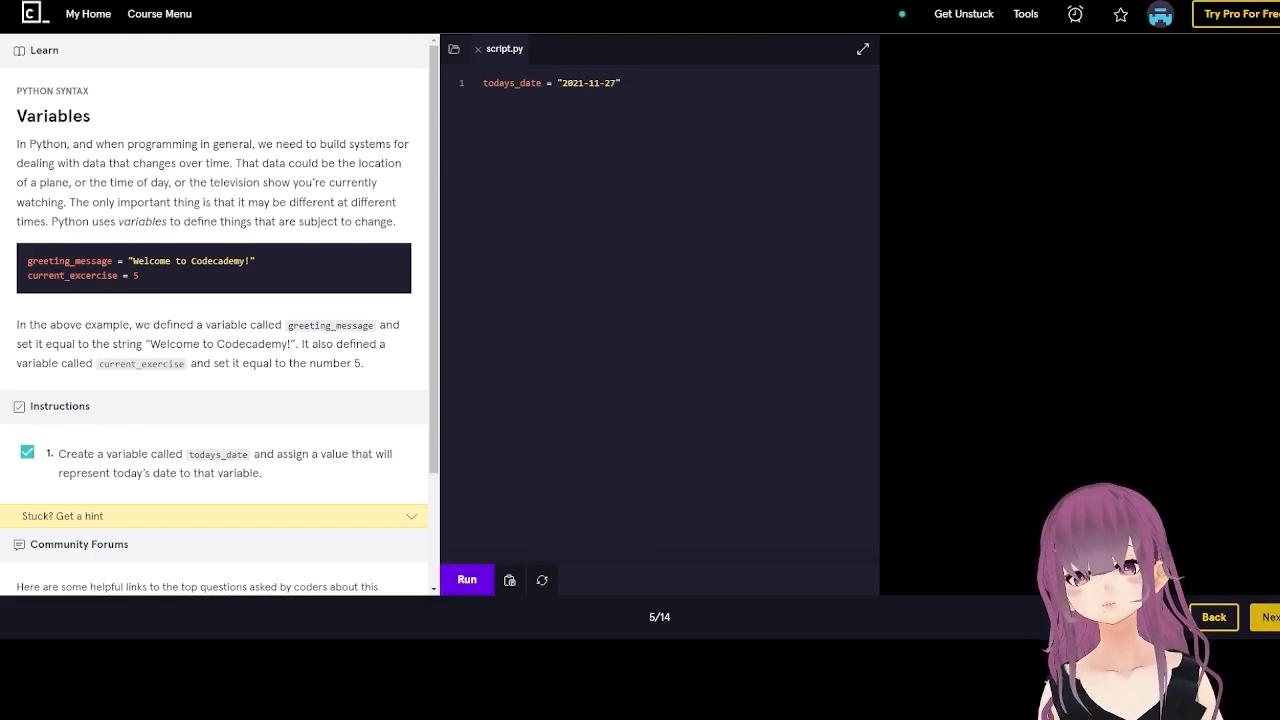 C_
My Home
Course Menu
Get Unstuck
Tools
Try Pro For Fre
Learn
script.py
PYTHON SYNTAX
Variables
In Python, and when programming in general, we need to build systems for
dealing with data that changes over time. That data could be the location
of a plane, or the time of day, or the television show you’re currently
watching. The only important thing is that it may be different at different
times. Python uses variables to define things that are subject to change.
greeting_message = "Welcome to Codecademy!"
current_excercise = 5
In the above example, we defined a variable called greeting_message and
set it equal to the string “Welcome to Codecademy!”. It also defined a
variable called current_exercise and set it equal to the number 5.
Instructions
1. Create a variable called todays_date and assign a value that will
represent today’s date to that variable.
Stuck? Get a hint
Community Forums
Here are some helpful links to the top questions asked by coders about this
1 todays_date = "2021-11-27"
Run
5/14
Back
Nex